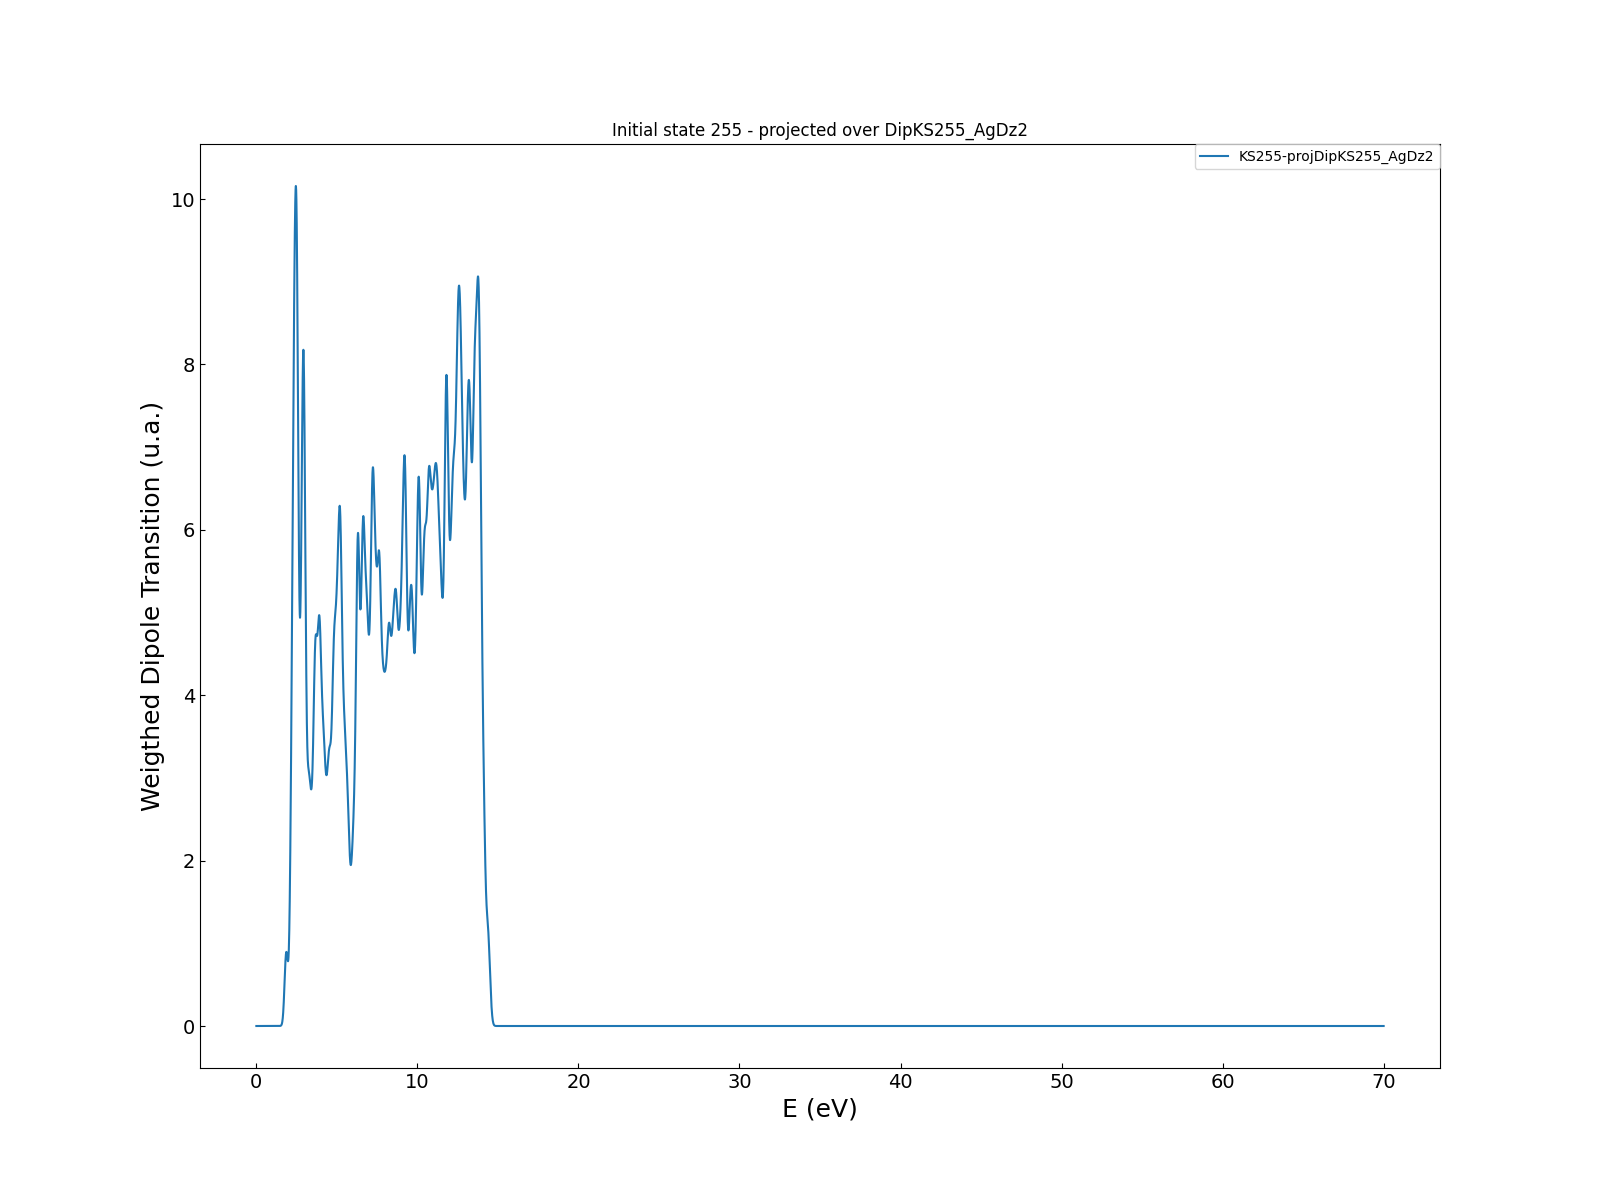 Initial state 255 - projected over DipKS255_AgDz2
KS255-projDipKS255_AgDz2
10
8
6
4
2
0
Weigthed Dipole Transition (u.a.)
0 10 20 30 40 50 60 70
E (eV)